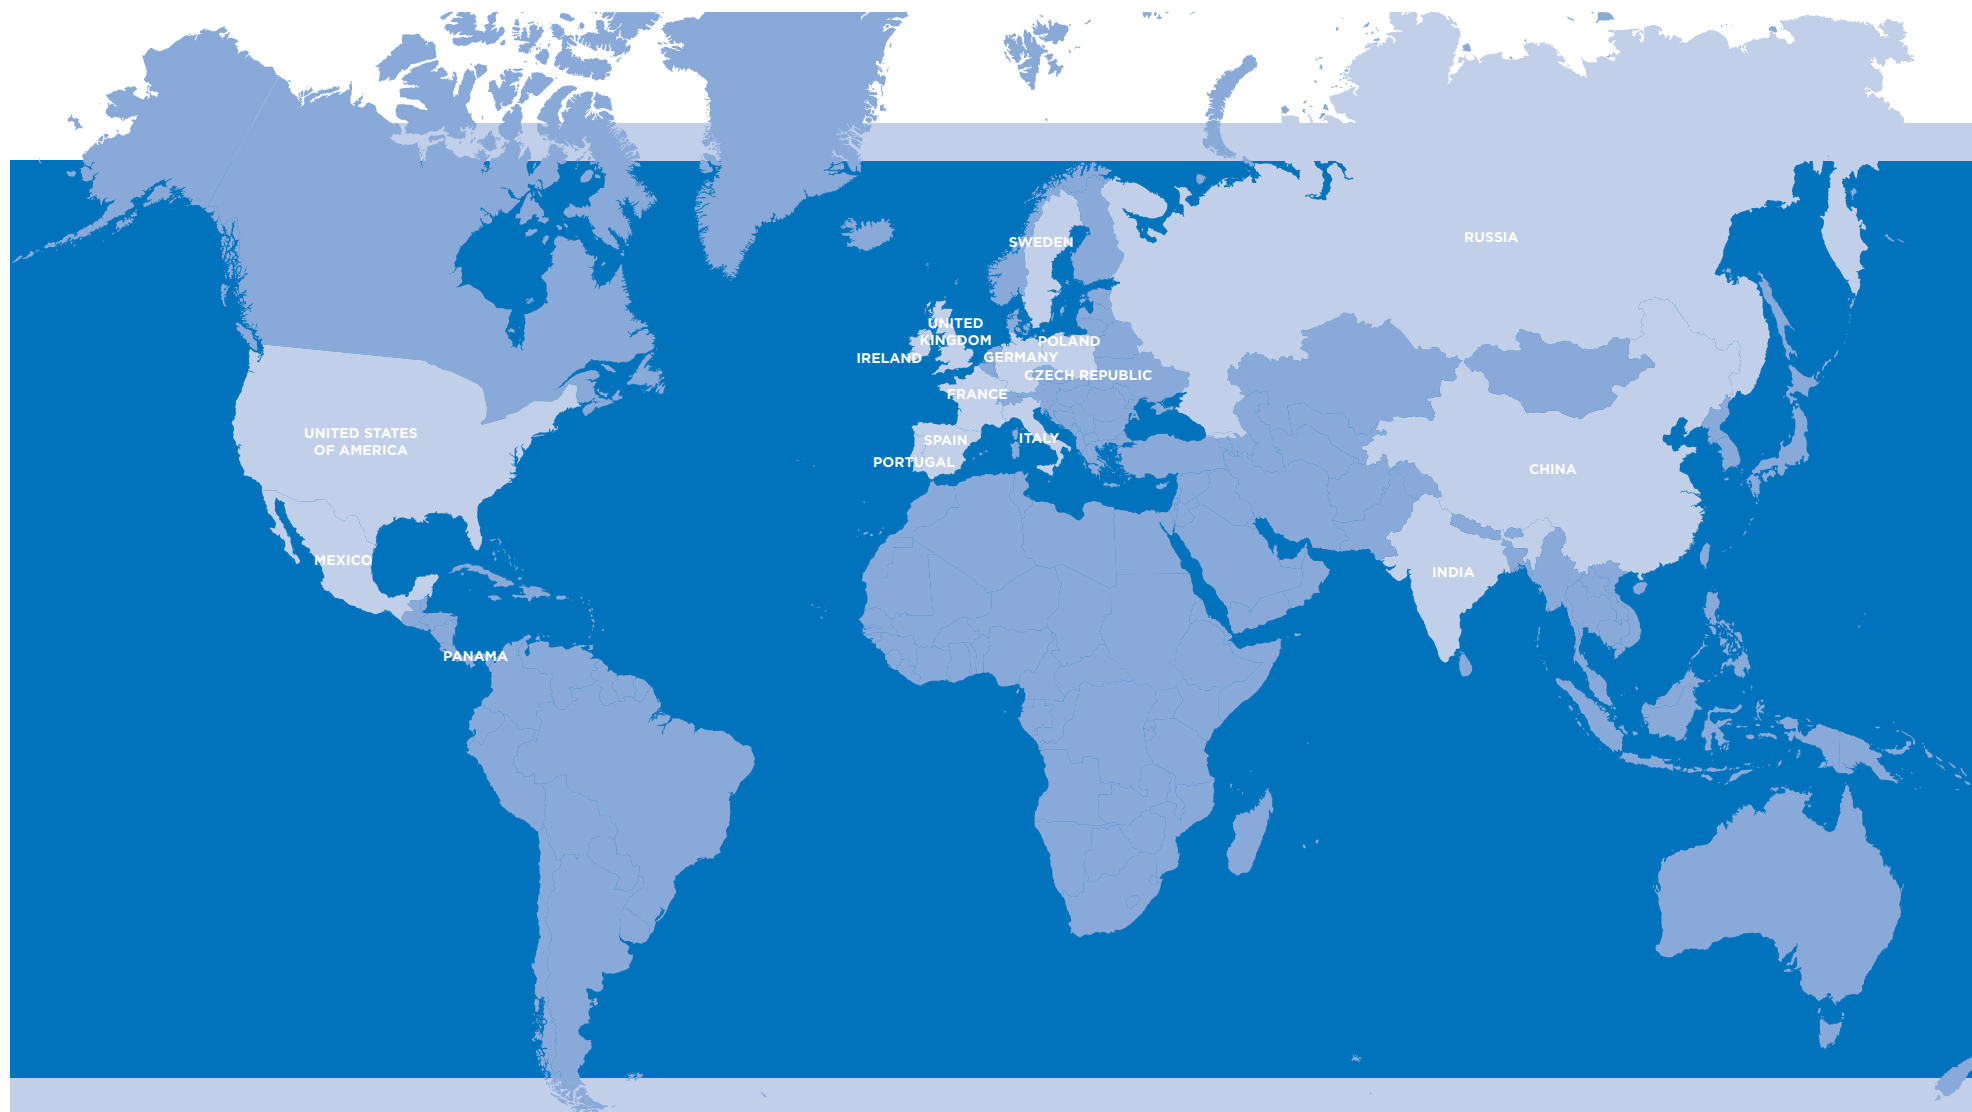 SWEDEN
RUSSIA
UNITED
KINGDOM
POLAND
IRELAND
GERMANY
CZECH REPUBLIC
FRANCE
UNITED STATES
OF AMERICA
SPAIN
ITALY
PORTUGAL
CHINA
MEXICO
INDIA
PANAMA